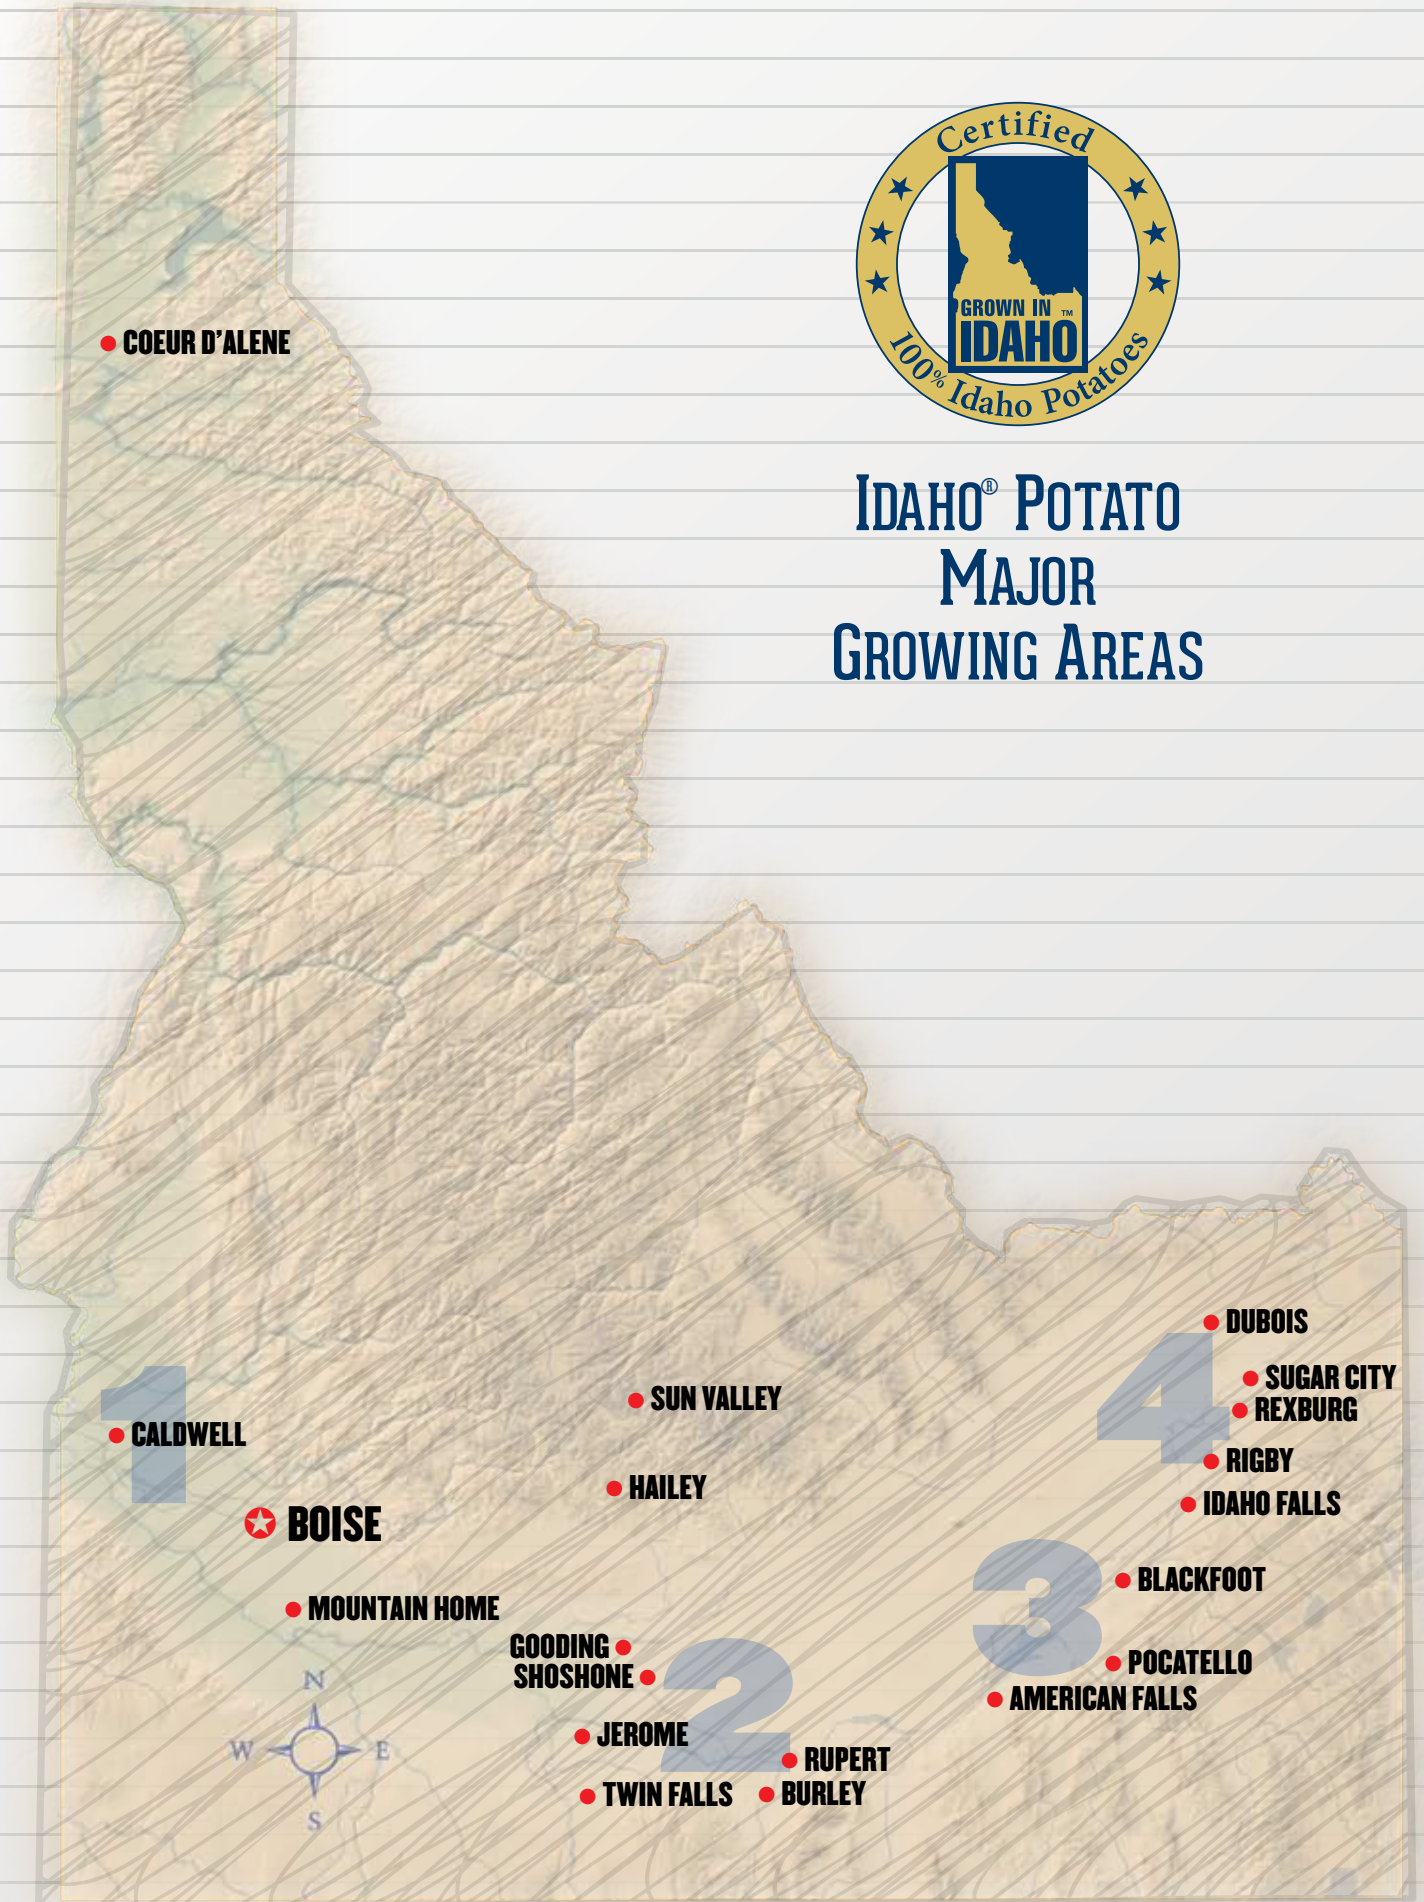 Certified
GROWN IN ™
IDAHO
100% Idaho Potatoes
IDAHO® POTATO
MAJOR
GROWING AREAS
COEUR D'ALENE
DUBOIS
4
SUGAR CITY
REXBURG
SUN VALLEY
1
CALDWELL
RIGBY
HAILEY
IDAHO FALLS
BOISE
3
BLACKFOOT
MOUNTAIN HOME
GOODING
2
POCATELLO
SHOSHONE
N
AMERICAN FALLS
JEROME
W E
RUPERT
TWIN FALLS
BURLEY
S